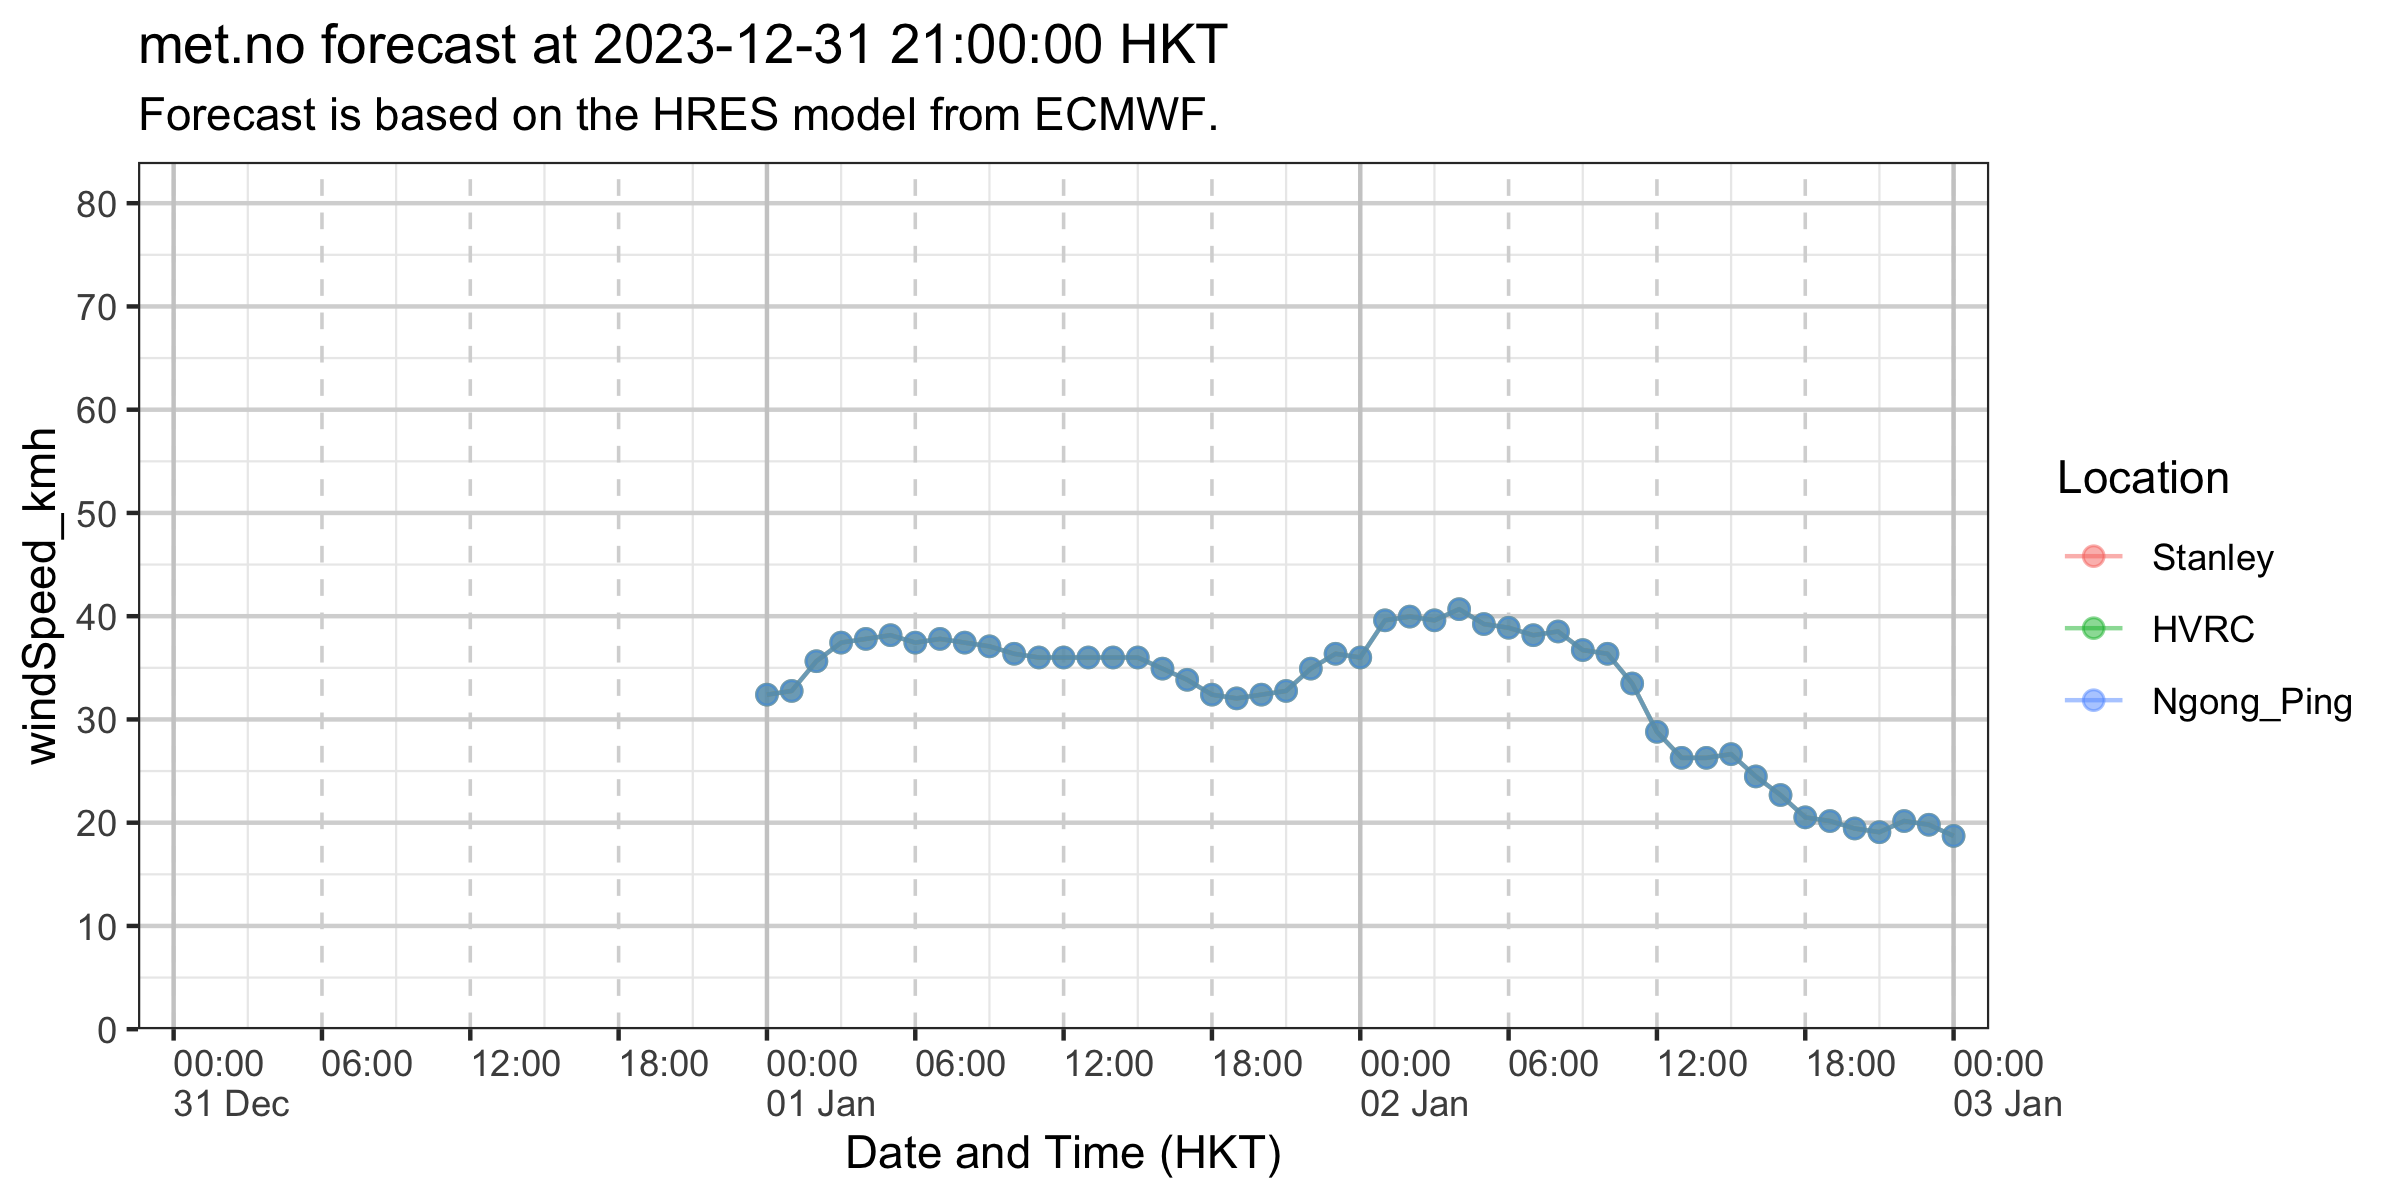 met.no forecast at 2023-12-31 21:00:00 HKT
Forecast is based on the HRES model from ECMWF.
windSpeed_kmh
80
70
60
50
40
30
20
10
0
00:00 06:00 12:00 18:00 00:00 06:00 12:00 18:00 00:00 06:00 12:00 18:00 00:00
31 Dec 01 Jan 02 Jan 03 Jan
Date and Time (HKT)
Location
Stanley
HVRC
Ngong_Ping